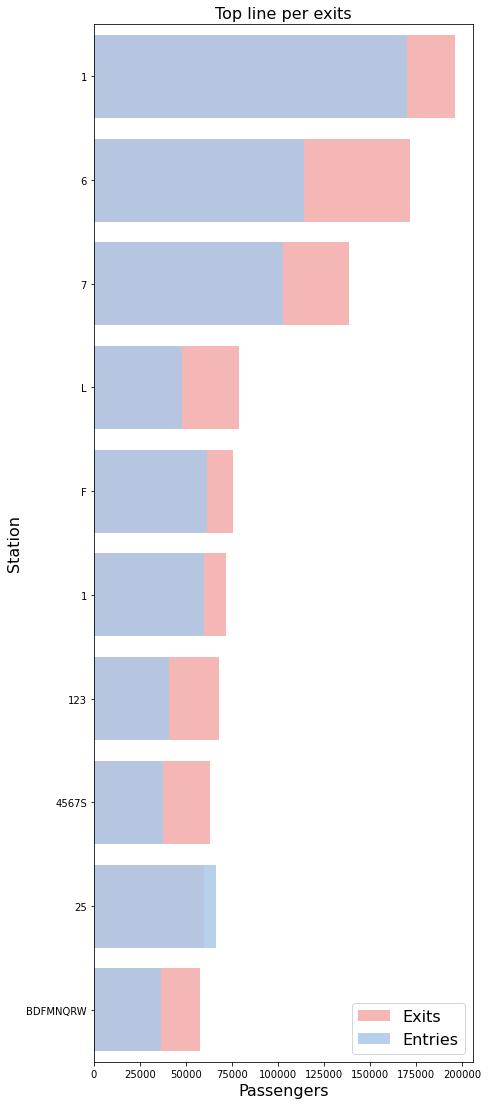 Top line per exits
Station
1
6
7
L
F
1
123
4567S
25
BDFMNQRW
Exits
Entries
0 25000 50000 75000 100000 125000 150000 175000 200000
Passengers